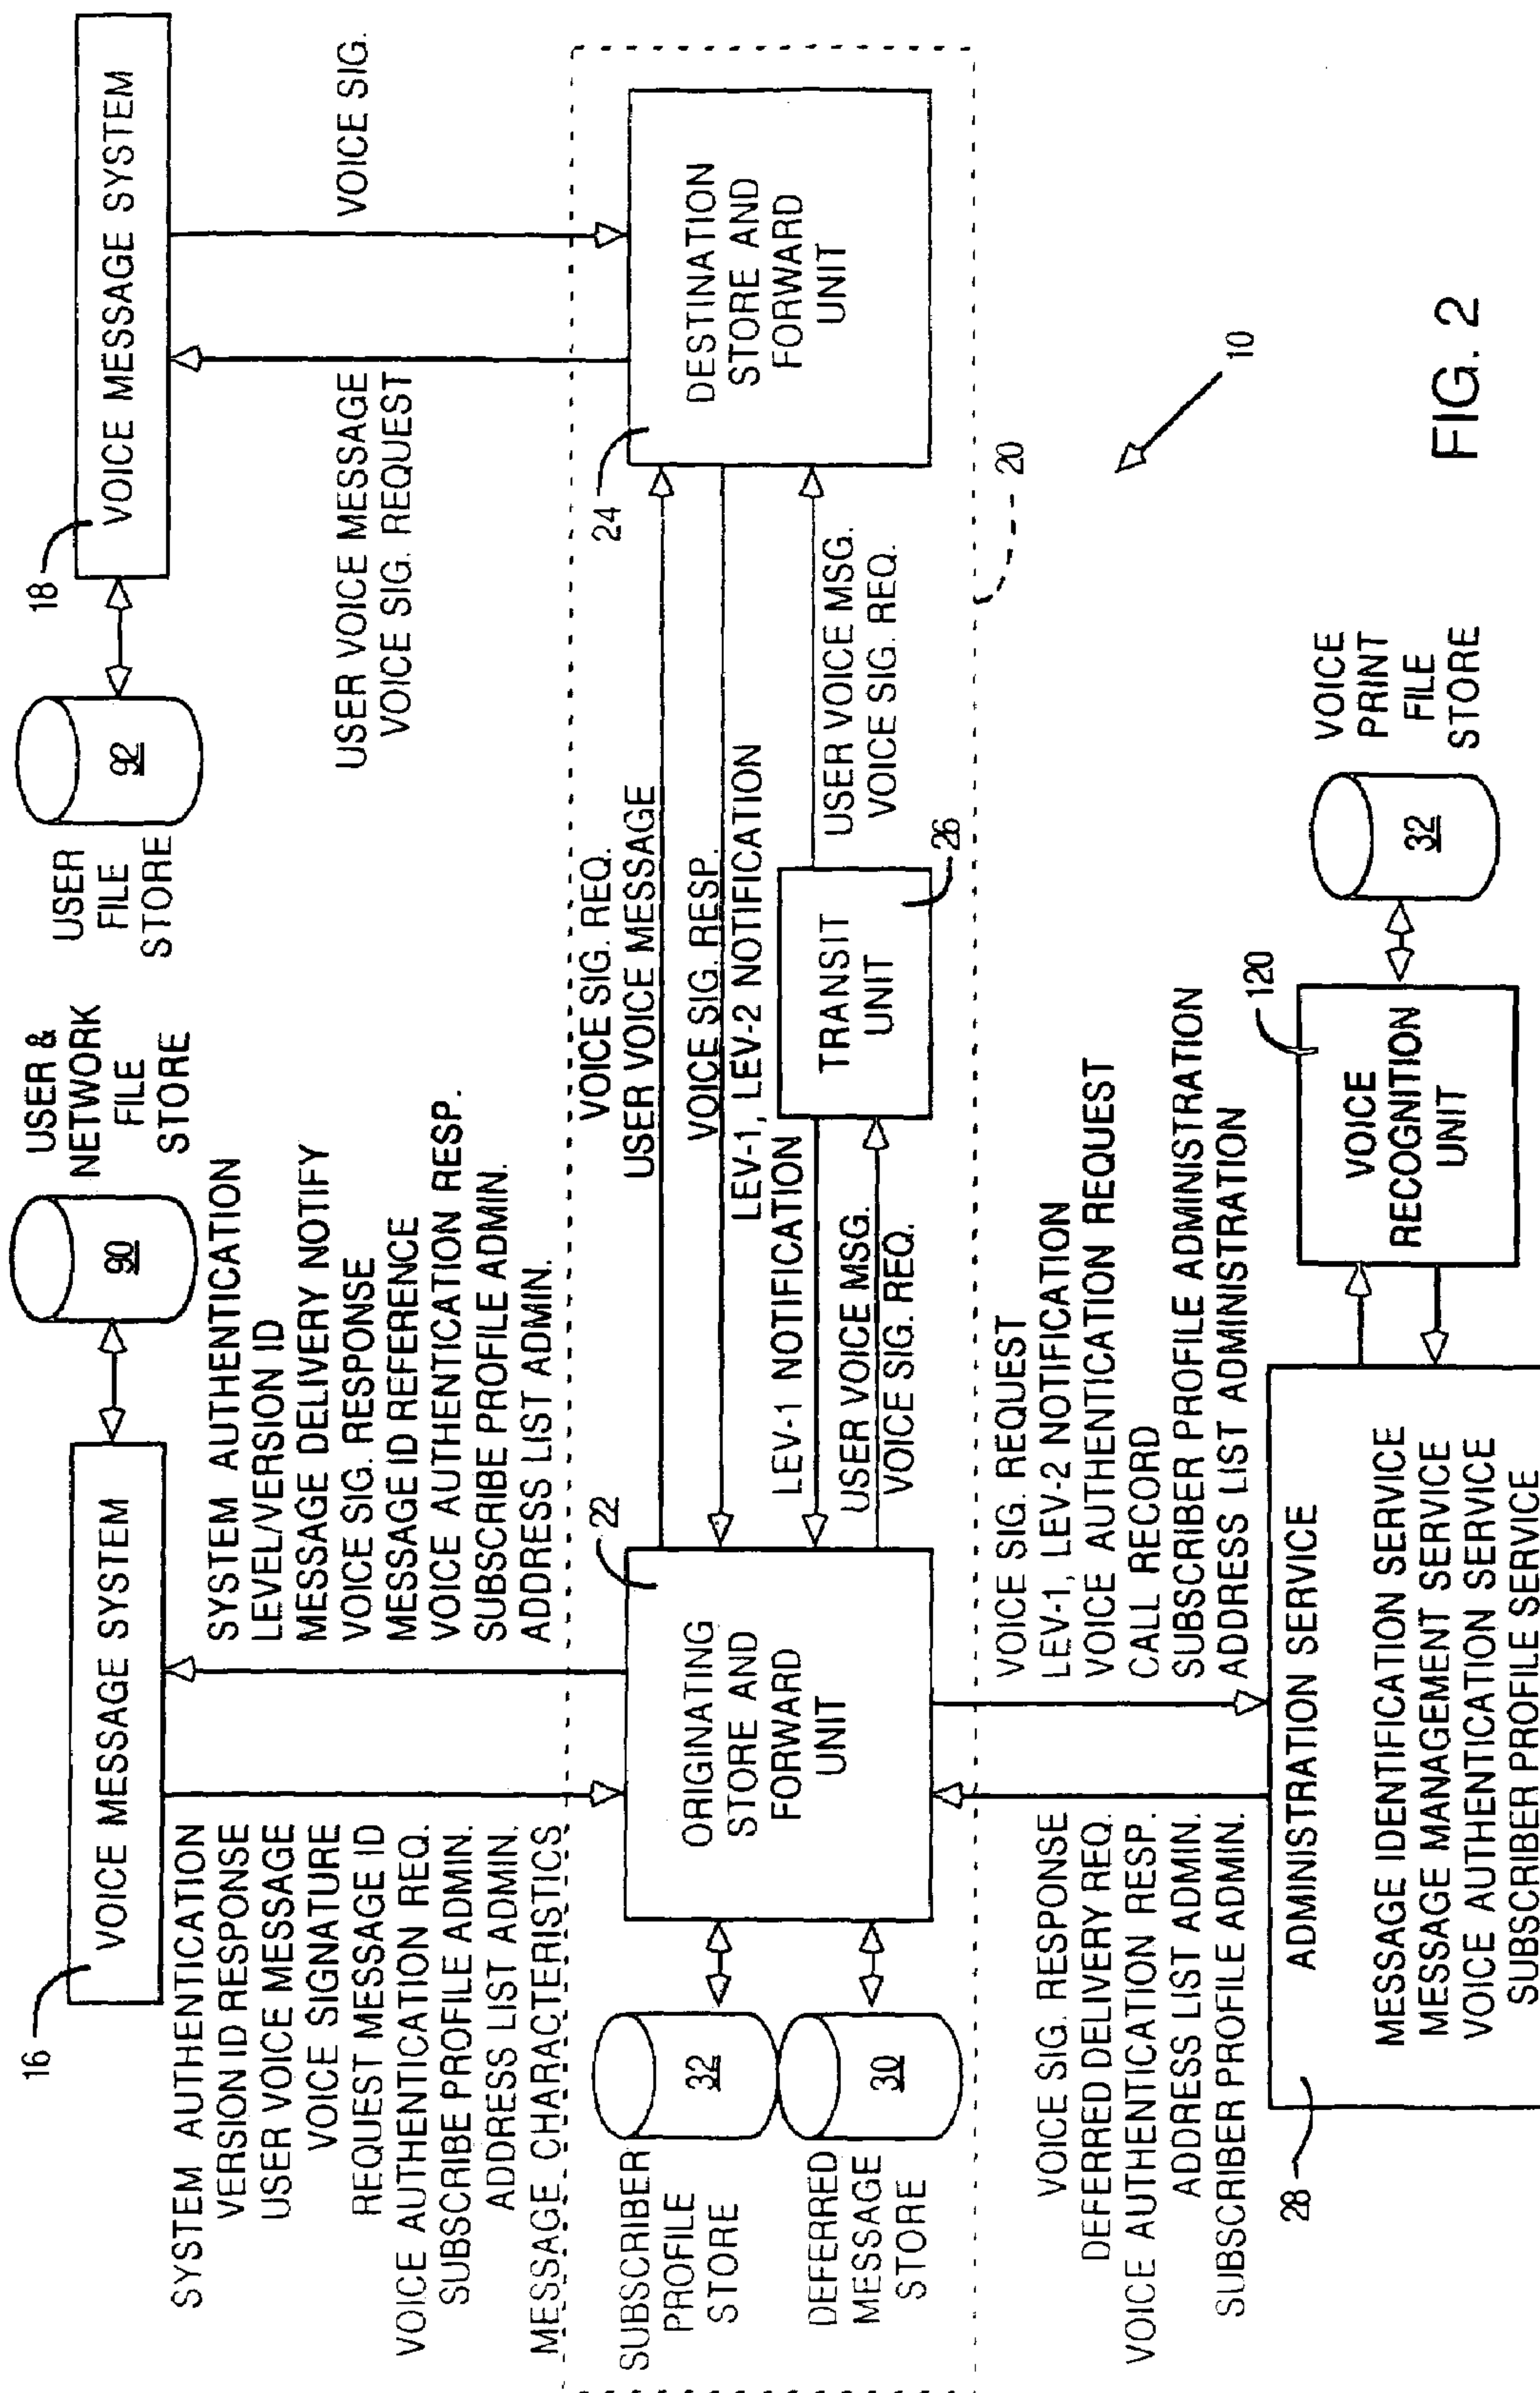 16
VOICE MESSAGE SYSTEM
USER &
NETWORK
FILE
STORE
90
USER
FILE
STORE
92
18
VOICE MESSAGE SYSTEM
SYSTEM AUTHENTICATION
VERSION ID RESPONSE
USER VOICE MESSAGE
VOICE SIGNATURE
REQUEST MESSAGE ID
VOICE AUTHENTICATION REQ.
SUBSCRIBE PROFILE ADMIN.
ADDRESS LIST ADMIN.
MESSAGE CHARACTERISTICS
SYSTEM AUTHENTICATION
LEVEL/VERSION ID
MESSAGE DELIVERY NOTIFY
VOICE SIG. RESPONSE
MESSAGE ID REFERENCE
VOICE AUTHENTICATION RESP.
SUBSCRIBE PROFILE ADMIN.
ADDRESS LIST ADMIN.
USER VOICE MESSAGE
VOICE SIG. REQUEST
VOICE SIG.
SUBSCRIBER
PROFILE
STORE
32
DEFERRED
MESSAGE
STORE
30
22
ORIGINATING
STORE AND
FORWARD
UNIT
VOICE SIG. REQ.
USER VOICE MESSAGE
VOICE SIG. RESP.
LEV-1, LEV-2 NOTIFICATION
LEV-1 NOTIFICATION
USER VOICE MSG.
VOICE SIG. REQ.
TRANSIT
UNIT
26
USER VOICE MSG.
VOICE SIG. REQ.
24
DESTINATION
STORE AND
FORWARD
UNIT
20
VOICE SIG. RESPONSE
DEFERRED DELIVERY REQ.
VOICE AUTHENTICATION RESP.
ADDRESS LIST ADMIN.
SUBSCRIBER PROFILE ADMIN.
VOICE SIG. REQUEST
LEV-1, LEV-2 NOTIFICATION
VOICE AUTHENTICATION REQUEST
CALL RECORD
SUBSCRIBER PROFILE ADMINISTRATION
ADDRESS LIST ADMINISTRATION
10
28
ADMINISTRATION SERVICE
MESSAGE IDENTIFICATION SERVICE
MESSAGE MANAGEMENT SERVICE
VOICE AUTHENTICATION SERVICE
SUBSCRIBER PROFILE SERVICE
120
VOICE
RECOGNITION
UNIT
32
VOICE
PRINT
FILE
STORE
FIG. 2